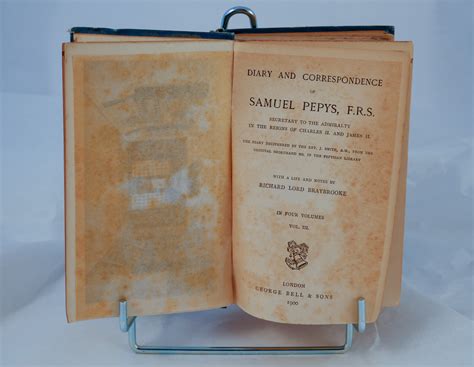 DIARY AND CORRESPONDENCE
OF
SAMUEL PEPYS, F.R.S.
SECRETARY TO THE ADMIRALTY
IN THE REIGNS OF CHARLES II. AND JAMES II.
THE DIARY DECIPHERED BY THE REV. J. SMITH, A.M., FROM THE
ORIGINAL SHORTHAND MS. IN THE PEPYSIAN LIBRARY
WITH A LIFE AND NOTES BY
RICHARD LORD BRAYBROOKE
IN FOUR VOLUMES
VOL. III.
LONDON
GEORGE BELL & SONS
1900